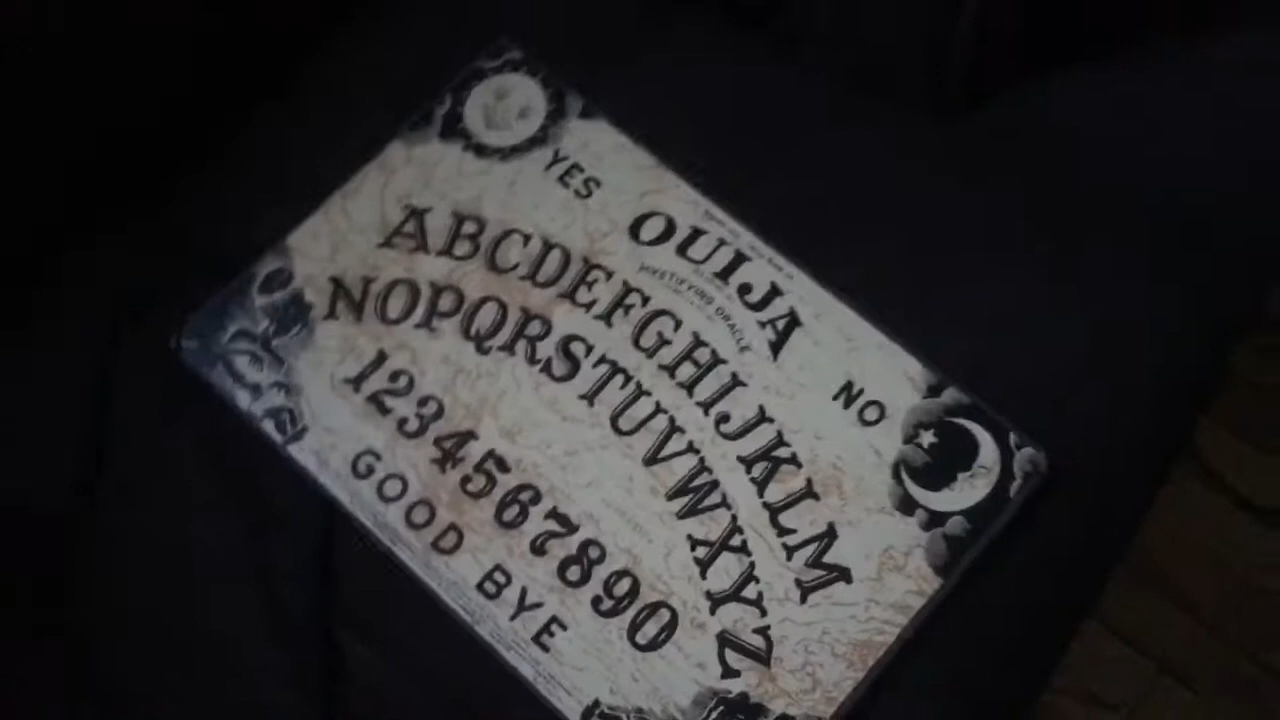 YES
OUIJA
MYSTIFYING ORACLE
NO
ABCDEFGHIJKLM
NOPQRSTUVWXYZ
1234567890
GOOD BYE